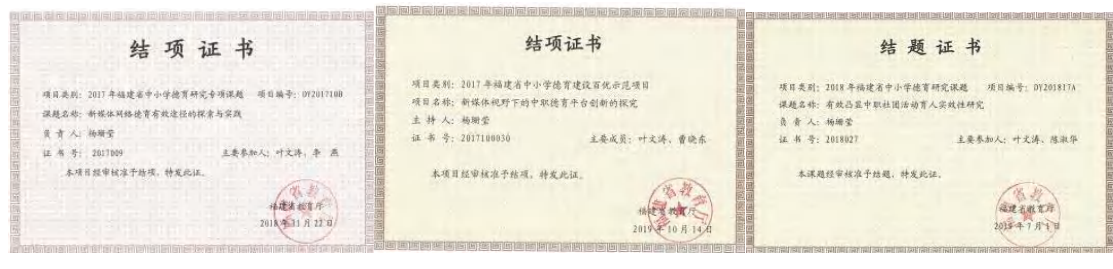 结项证书
项目类别：2017年福建省中小学德育研究专项课题 项目编号：DY201710B
课题名称：新媒体网络德育有效途径的探索与实践
负责人：杨珊莹
证书号：2017009 主要参加人：叶文涛、李燕
本项目经审核准予结项，特发此证。
福建省教育厅
2018年11月22日
结项证书
项目类别：2017年福建省中小学德育建设百优示范项目
项目名称：新媒体视野下的中职德育平台创新的探究
主持人：杨珊莹
证书号：2017100030 主要成员：叶文涛、曹晓东
本项目经审核准予结项，特发此证。
福建省教育厅
2019年10月14日
结题证书
项目类别：2018年福建省中小学德育研究课题 项目编号：DY201817A
课题名称：有效凸显中职社团活动育人实效性研究
负责人：杨珊莹
证书号：2018027 主要参加人：叶文涛、陈淑华
本课题经审核准予结题，特发此证。
福建省教育厅
2019年7月1日